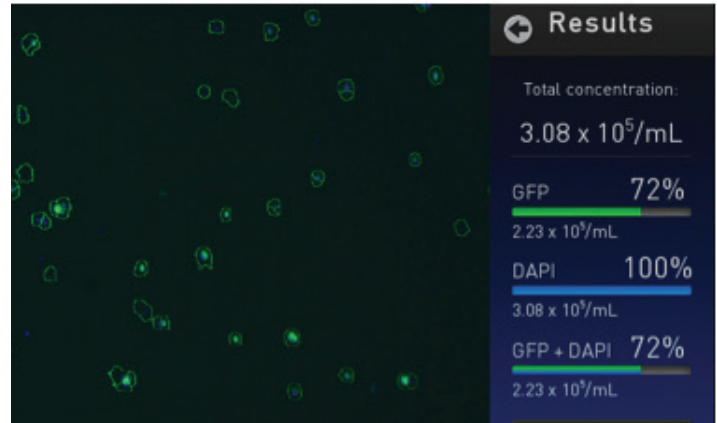 Results
Total concentration:
3.08 x 10⁵/mL
GFP 72%
2.23 x 10⁵/mL
DAPI 100%
3.08 x 10⁵/mL
GFP + DAPI 72%
2.23 x 10⁵/mL